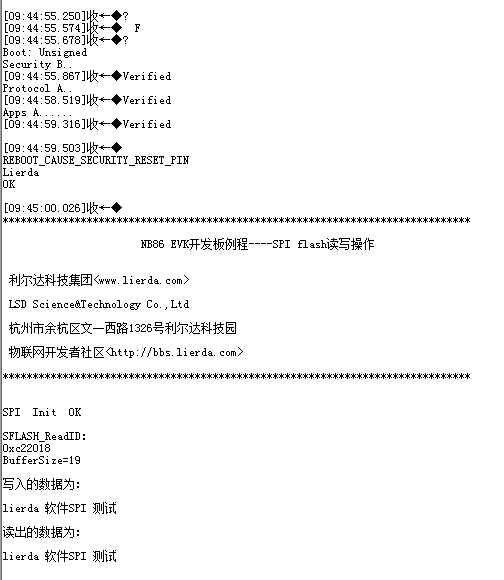 [09:44:55.250]收←◆?
[09:44:55.574]收←◆  F
[09:44:55.678]收←◆?
Boot: Unsigned
Security B..
[09:44:55.867]收←◆Verified
Protocol A..
[09:44:58.519]收←◆Verified
Apps A......
[09:44:59.316]收←◆Verified
[09:44:59.503]收←◆
REBOOT_CAUSE_SECURITY_RESET_PIN
Lierda
OK
[09:45:00.026]收←◆
******************************************************************************
NB86 EVK开发板例程----SPI flash读写操作
利尔达科技集团<www.lierda.com>
LSD Science&Technology Co.,Ltd
杭州市余杭区文一西路1326号利尔达科技园
物联网开发者社区<http://bbs.lierda.com>
******************************************************************************
SPI  Init  OK
SFLASH_ReadID:
0xc22018
BufferSize=19
写入的数据为:
lierda 软件SPI 测试
读出的数据为:
lierda 软件SPI 测试